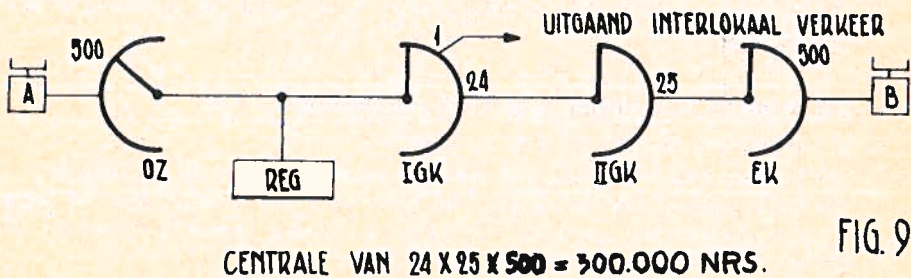 UITGAAND INTERLOKAAL VERKEER
500 1 24 25 500
A B
OZ REG IGK IIGK EK
FIG. 9
CENTRALE VAN 24 X 25 X 500 = 300.000 NRS.